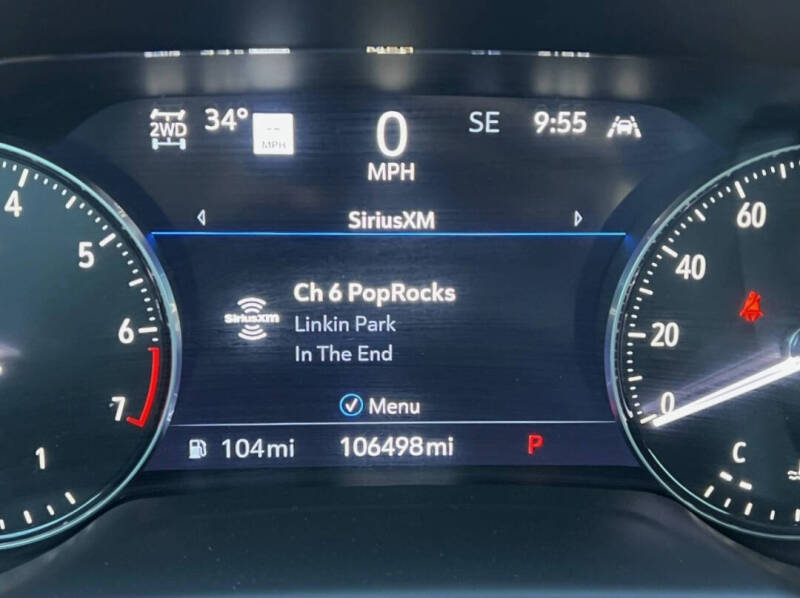 2WD 34° -- MPH 0 MPH SE 9:55
SiriusXM
Ch 6 PopRocks
SiriusXM
Linkin Park
In The End
Menu
104mi 106498mi P
4
5
6
7
1
60
40
20
0
C